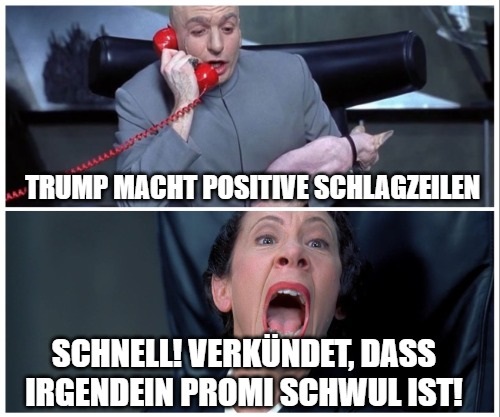 TRUMP MACHT POSITIVE SCHLAGZEILEN
SCHNELL! VERKÜNDET, DASS
IRGENDEIN PROMI SCHWUL IST!